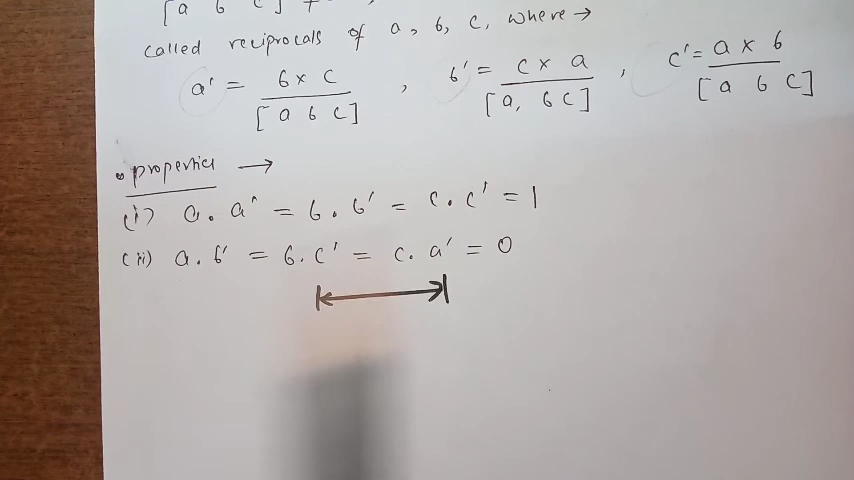 [a b c]
called reciprocals of a, b, c, where →
a' = b × c / [a b c] , b' = c × a / [a, b c] , c' = a × b / [a b c]
• properties →
(i) a . a' = b . b' = c . c' = 1
(ii) a . b' = b . c' = c . a' = 0